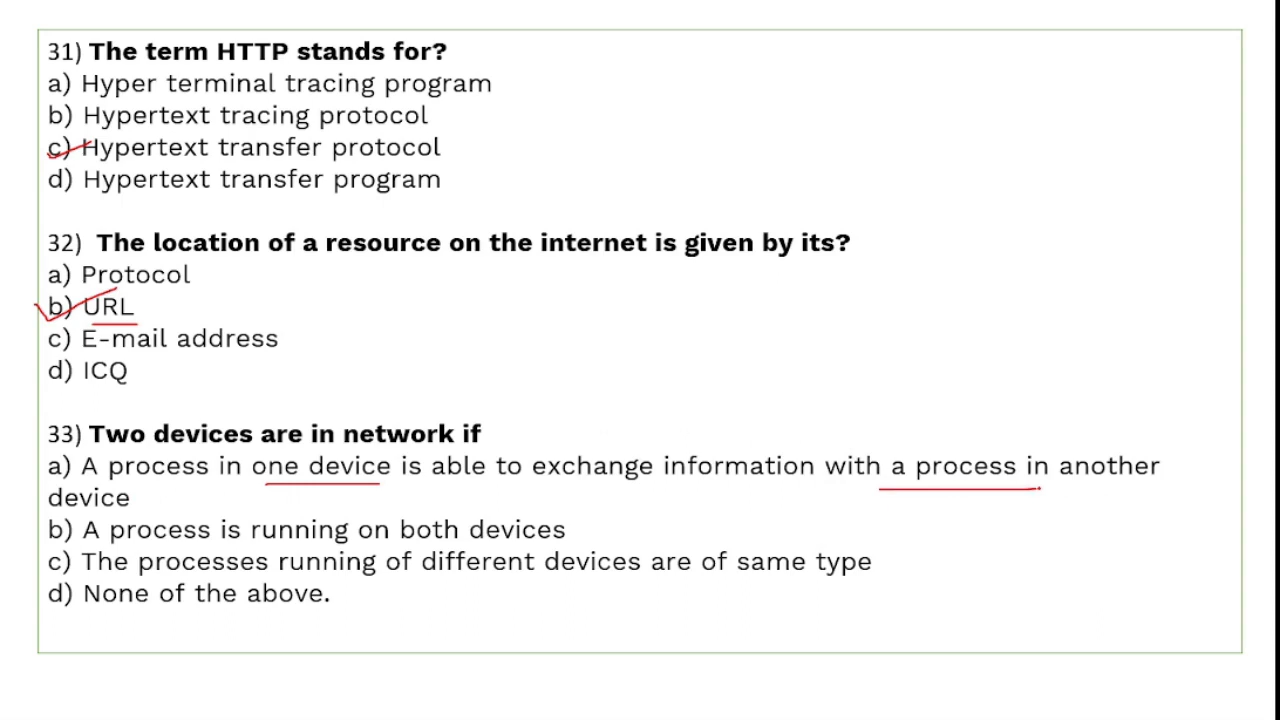 31) The term HTTP stands for?
a) Hyper terminal tracing program
b) Hypertext tracing protocol
c) Hypertext transfer protocol
d) Hypertext transfer program
32) The location of a resource on the internet is given by its?
a) Protocol
b) URL
c) E-mail address
d) ICQ
33) Two devices are in network if
a) A process in one device is able to exchange information with a process in another
device
b) A process is running on both devices
c) The processes running of different devices are of same type
d) None of the above.